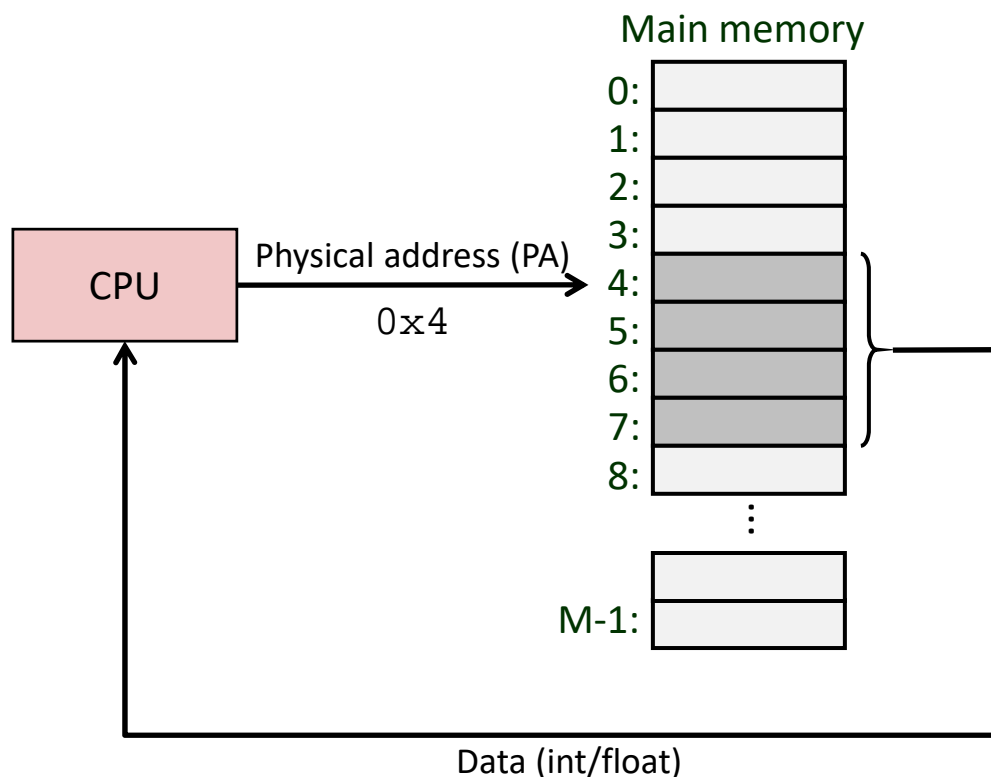 Main memory
0:
1:
2:
3:
CPU
Physical address (PA)
0x4
4:
5:
6:
7:
8:
⋮
M-1:
Data (int/float)